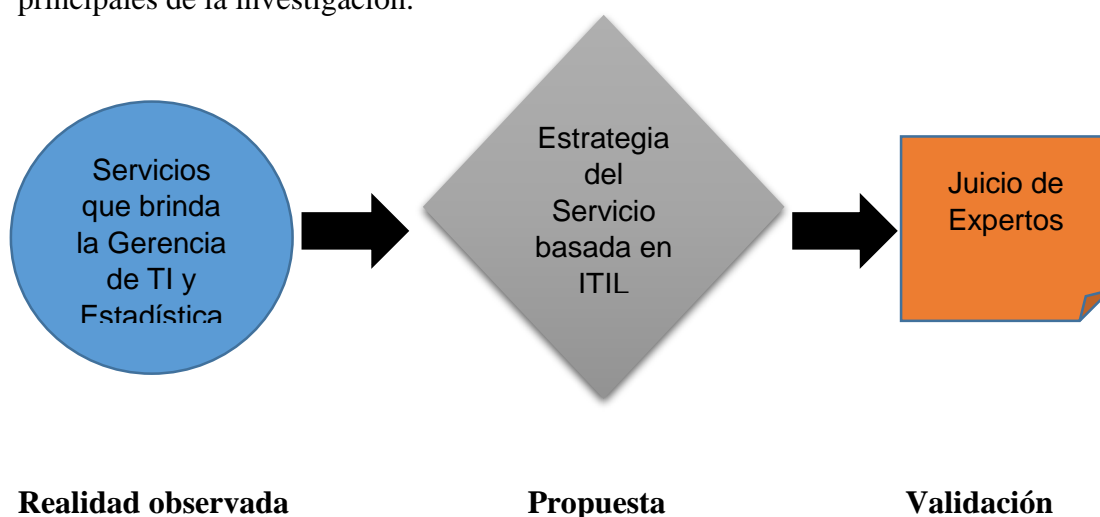 principales de la investigación.
Servicios
que brinda
la Gerencia
de TI y
Estadística
Estrategia
del
Servicio
basada en
ITIL
Juicio de
Expertos
Realidad observada
Propuesta
Validación